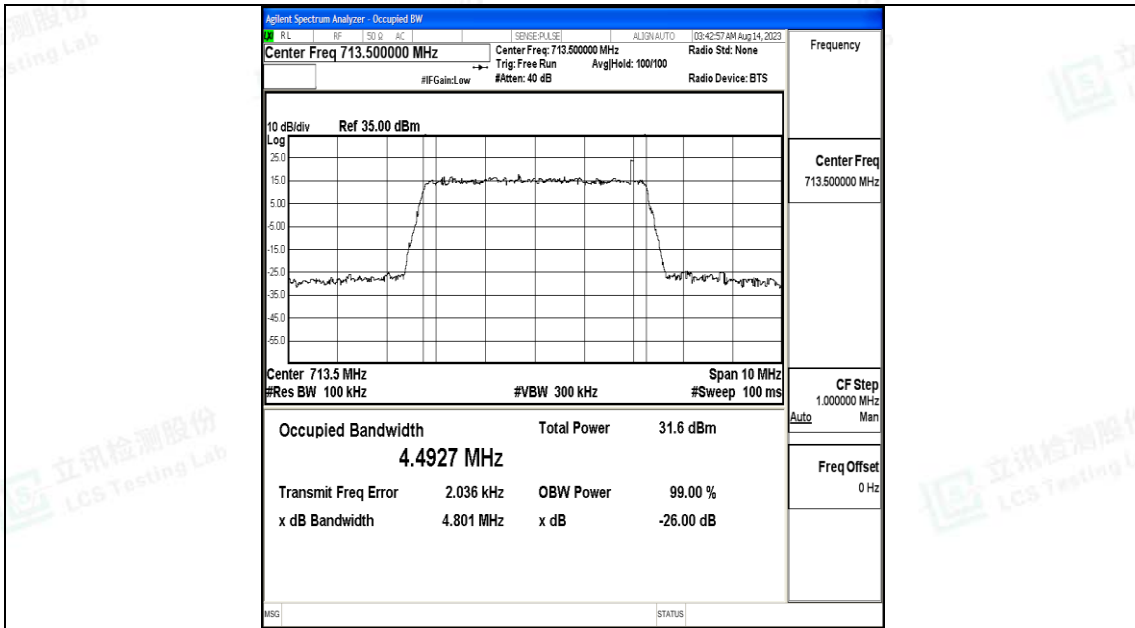 Agilent Spectrum Analyzer - Occupied BW
RL RF 50 Ω AC SENSE:PULSE ALIGN AUTO 03:42:57 AM Aug 14, 2023
Center Freq 713.500000 MHz
Center Freq: 713.500000 MHz
Radio Std: None
Trig: Free Run Avg|Hold: 100/100
#IFGain:Low #Atten: 40 dB Radio Device: BTS
10 dB/div Ref 35.00 dBm
Log
25.0
15.0
5.00
-5.00
-15.0
-25.0
-35.0
-45.0
-55.0
Center 713.5 MHz Span 10 MHz
#Res BW 100 kHz #VBW 300 kHz #Sweep 100 ms
Occupied Bandwidth Total Power 31.6 dBm
4.4927 MHz
Transmit Freq Error 2.036 kHz OBW Power 99.00 %
x dB Bandwidth 4.801 MHz x dB -26.00 dB
MSG STATUS
Frequency
Center Freq
713.500000 MHz
CF Step
1.000000 MHz
Auto Man
Freq Offset
0 Hz
立讯检测股份
LCS Testing Lab
立讯检测股份
LCS Testing L
测股份
sting Lab
立